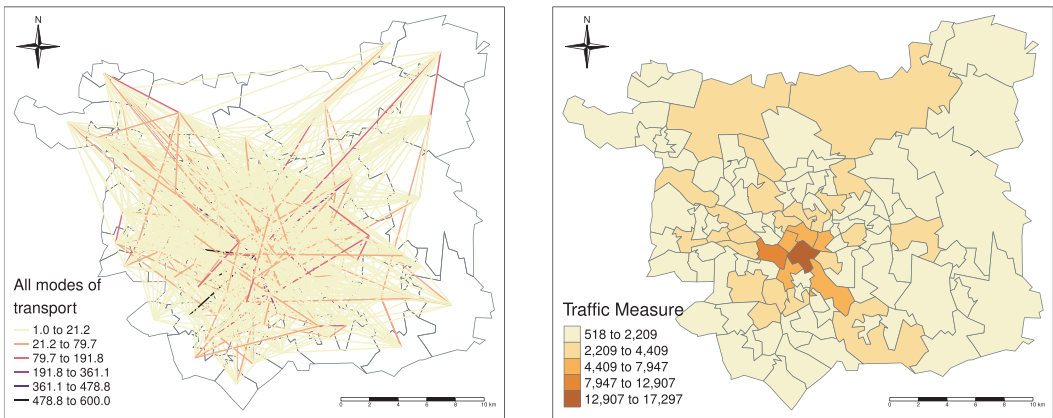 N
All modes of
transport
1.0 to 21.2
21.2 to 79.7
79.7 to 191.8
191.8 to 361.1
361.1 to 478.8
478.8 to 600.0
0 2 4 6 8 10 km
N
Traffic Measure
518 to 2,209
2,209 to 4,409
4,409 to 7,947
7,947 to 12,907
12,907 to 17,297
0 2 4 6 8 10 km